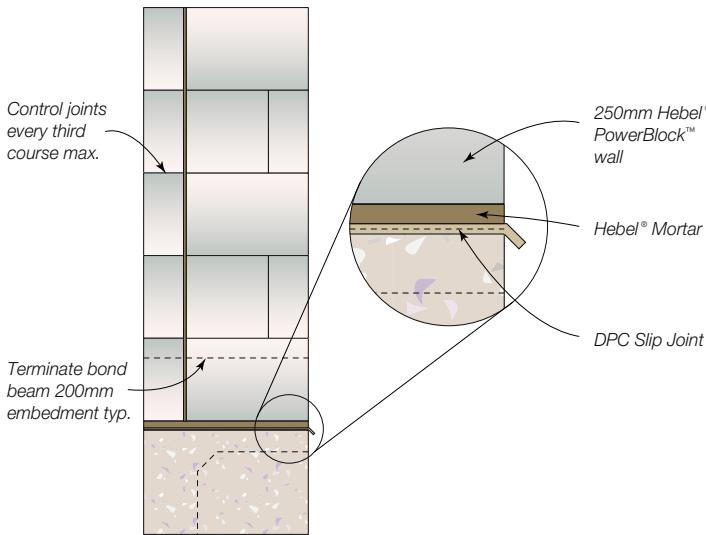 Control joints
every third
course max.
Terminate bond
beam 200mm
embedment typ.
250mm Hebel®
PowerBlock™
wall
Hebel® Mortar
DPC Slip Joint